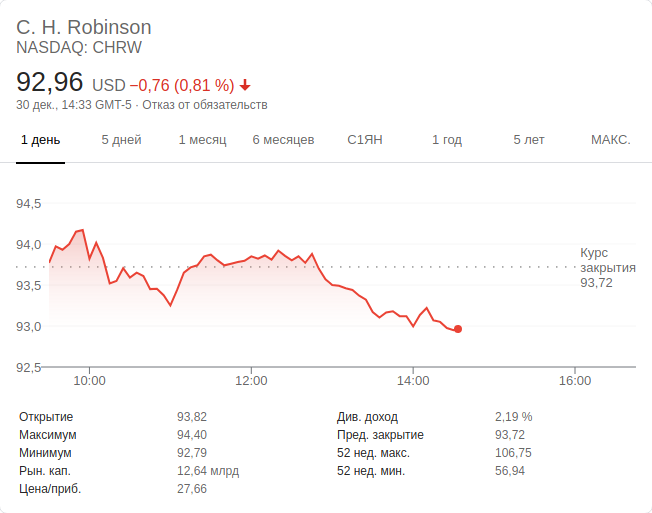 C. H. Robinson
NASDAQ: CHRW
92,96 USD −0,76 (0,81 %)
30 дек., 14:33 GMT-5 · Отказ от обязательств
1 день 5 дней 1 месяц 6 месяцев С1ЯН 1 год 5 лет МАКС.
94,5
94,0
93,5
93,0
92,5
Курс
закрытия
93,72
10:00 12:00 14:00 16:00
Открытие 93,82 Див. доход 2,19 %
Максимум 94,40 Пред. закрытие 93,72
Минимум 92,79 52 нед. макс. 106,75
Рын. кап. 12,64 млрд 52 нед. мин. 56,94
Цена/приб. 27,66